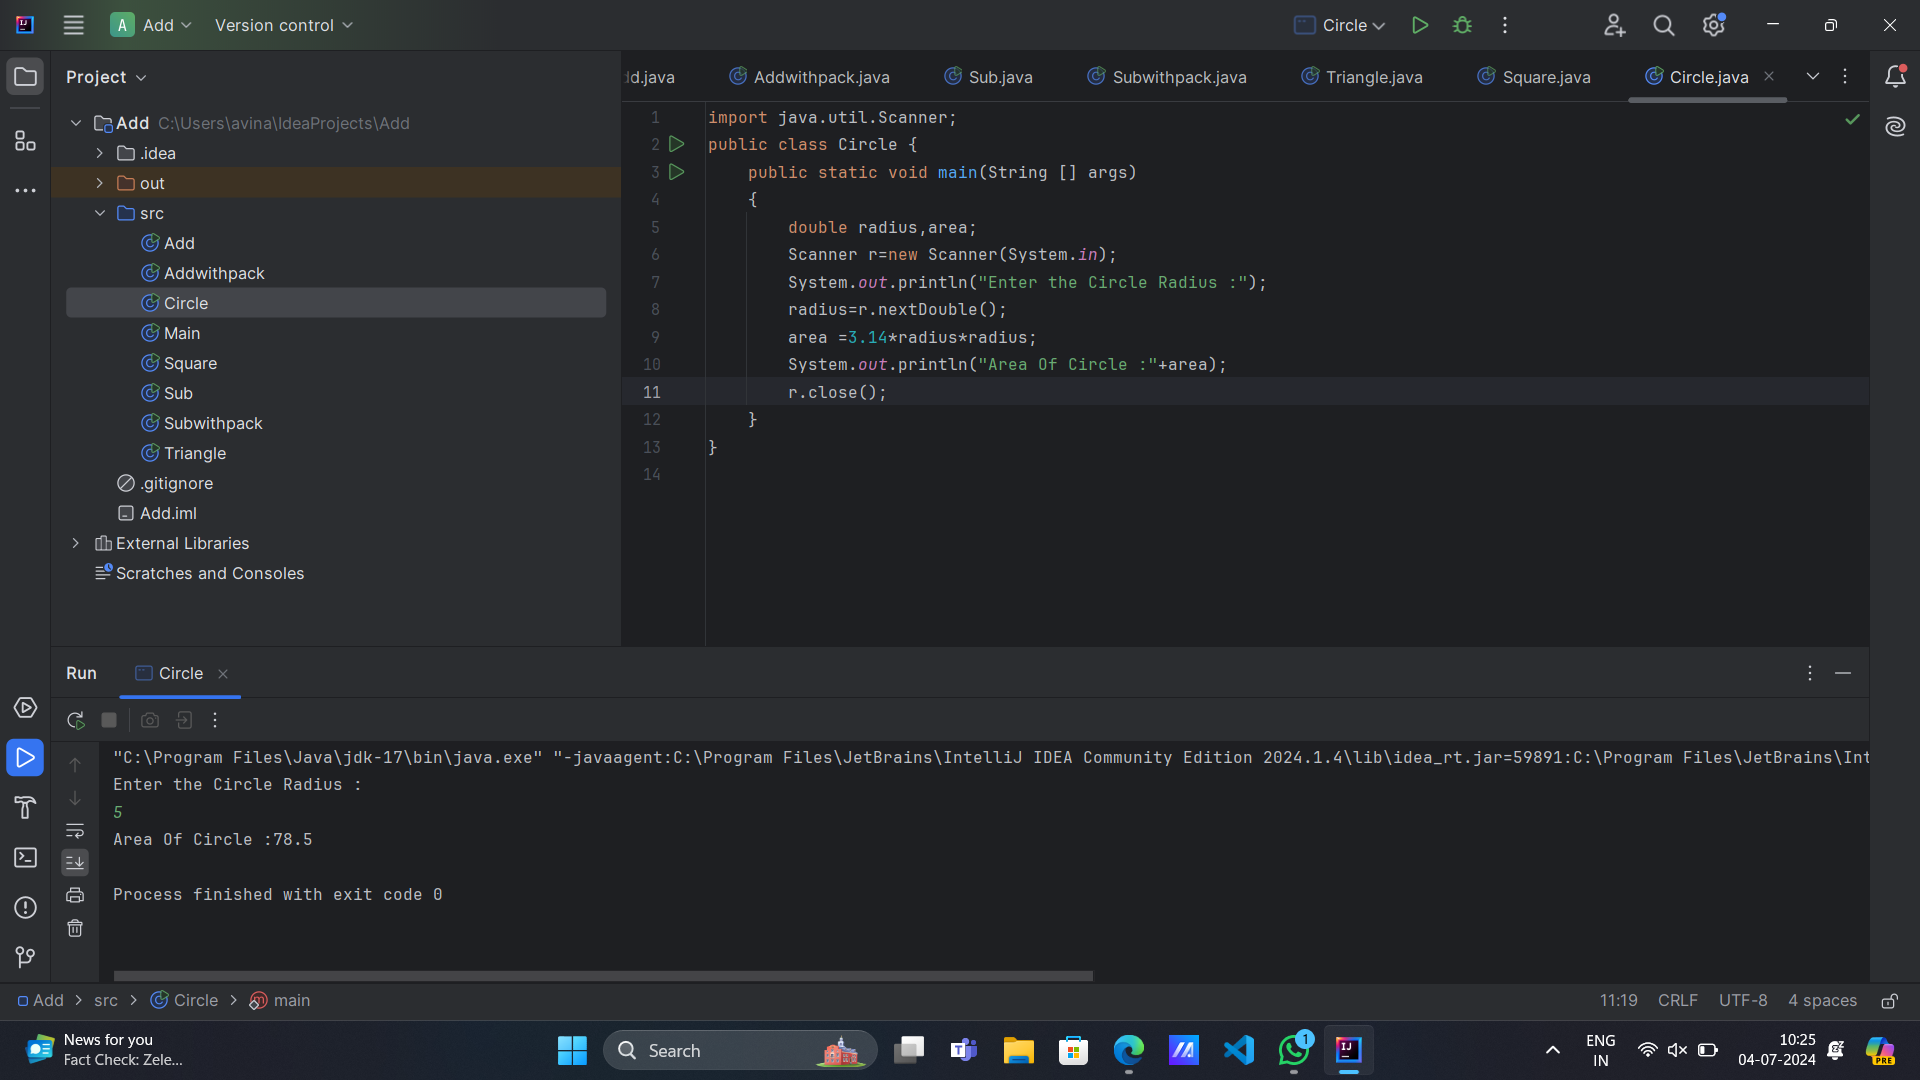 A Add Version control Circle
Project
Add C:\Users\avina\IdeaProjects\Add
.idea
out
src
Add
Addwithpack
Circle
Main
Square
Sub
Subwithpack
Triangle
.gitignore
Add.iml
External Libraries
Scratches and Consoles
dd.java Addwithpack.java Sub.java Subwithpack.java Triangle.java Square.java Circle.java
1 import java.util.Scanner;
2 public class Circle {
3 public static void main(String [] args)
4 {
5 double radius,area;
6 Scanner r=new Scanner(System.in);
7 System.out.println("Enter the Circle Radius :");
8 radius=r.nextDouble();
9 area =3.14*radius*radius;
10 System.out.println("Area Of Circle :"+area);
11 r.close();
12 }
13 }
14
Run Circle
"C:\Program Files\Java\jdk-17\bin\java.exe" "-javaagent:C:\Program Files\JetBrains\IntelliJ IDEA Community Edition 2024.1.4\lib\idea_rt.jar=59891:C:\Program Files\JetBrains\Int
Enter the Circle Radius :
5
Area Of Circle :78.5
Process finished with exit code 0
Add > src > Circle > main 11:19 CRLF UTF-8 4 spaces
News for you
Fact Check: Zele...
Search
1
ENG
IN
10:25
04-07-2024
PRE